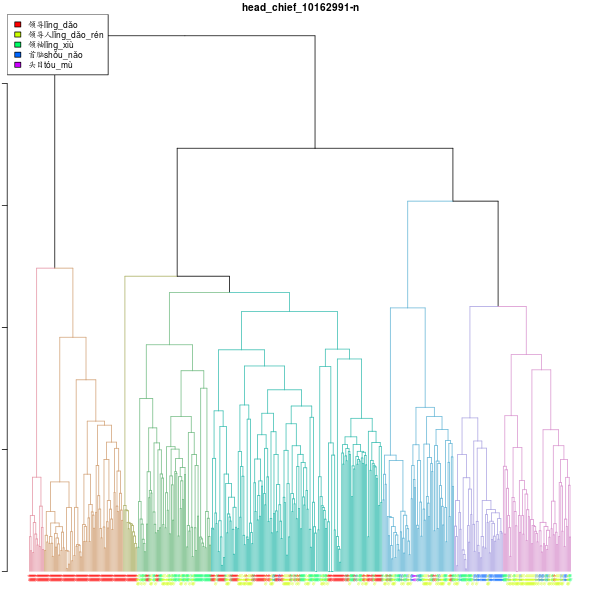 head_chief_10162991-n
领导lǐng_dǎo
领导人lǐng_dǎo_rén
领袖lǐng_xiù
首脑shǒu_nǎo
头目tóu_mù